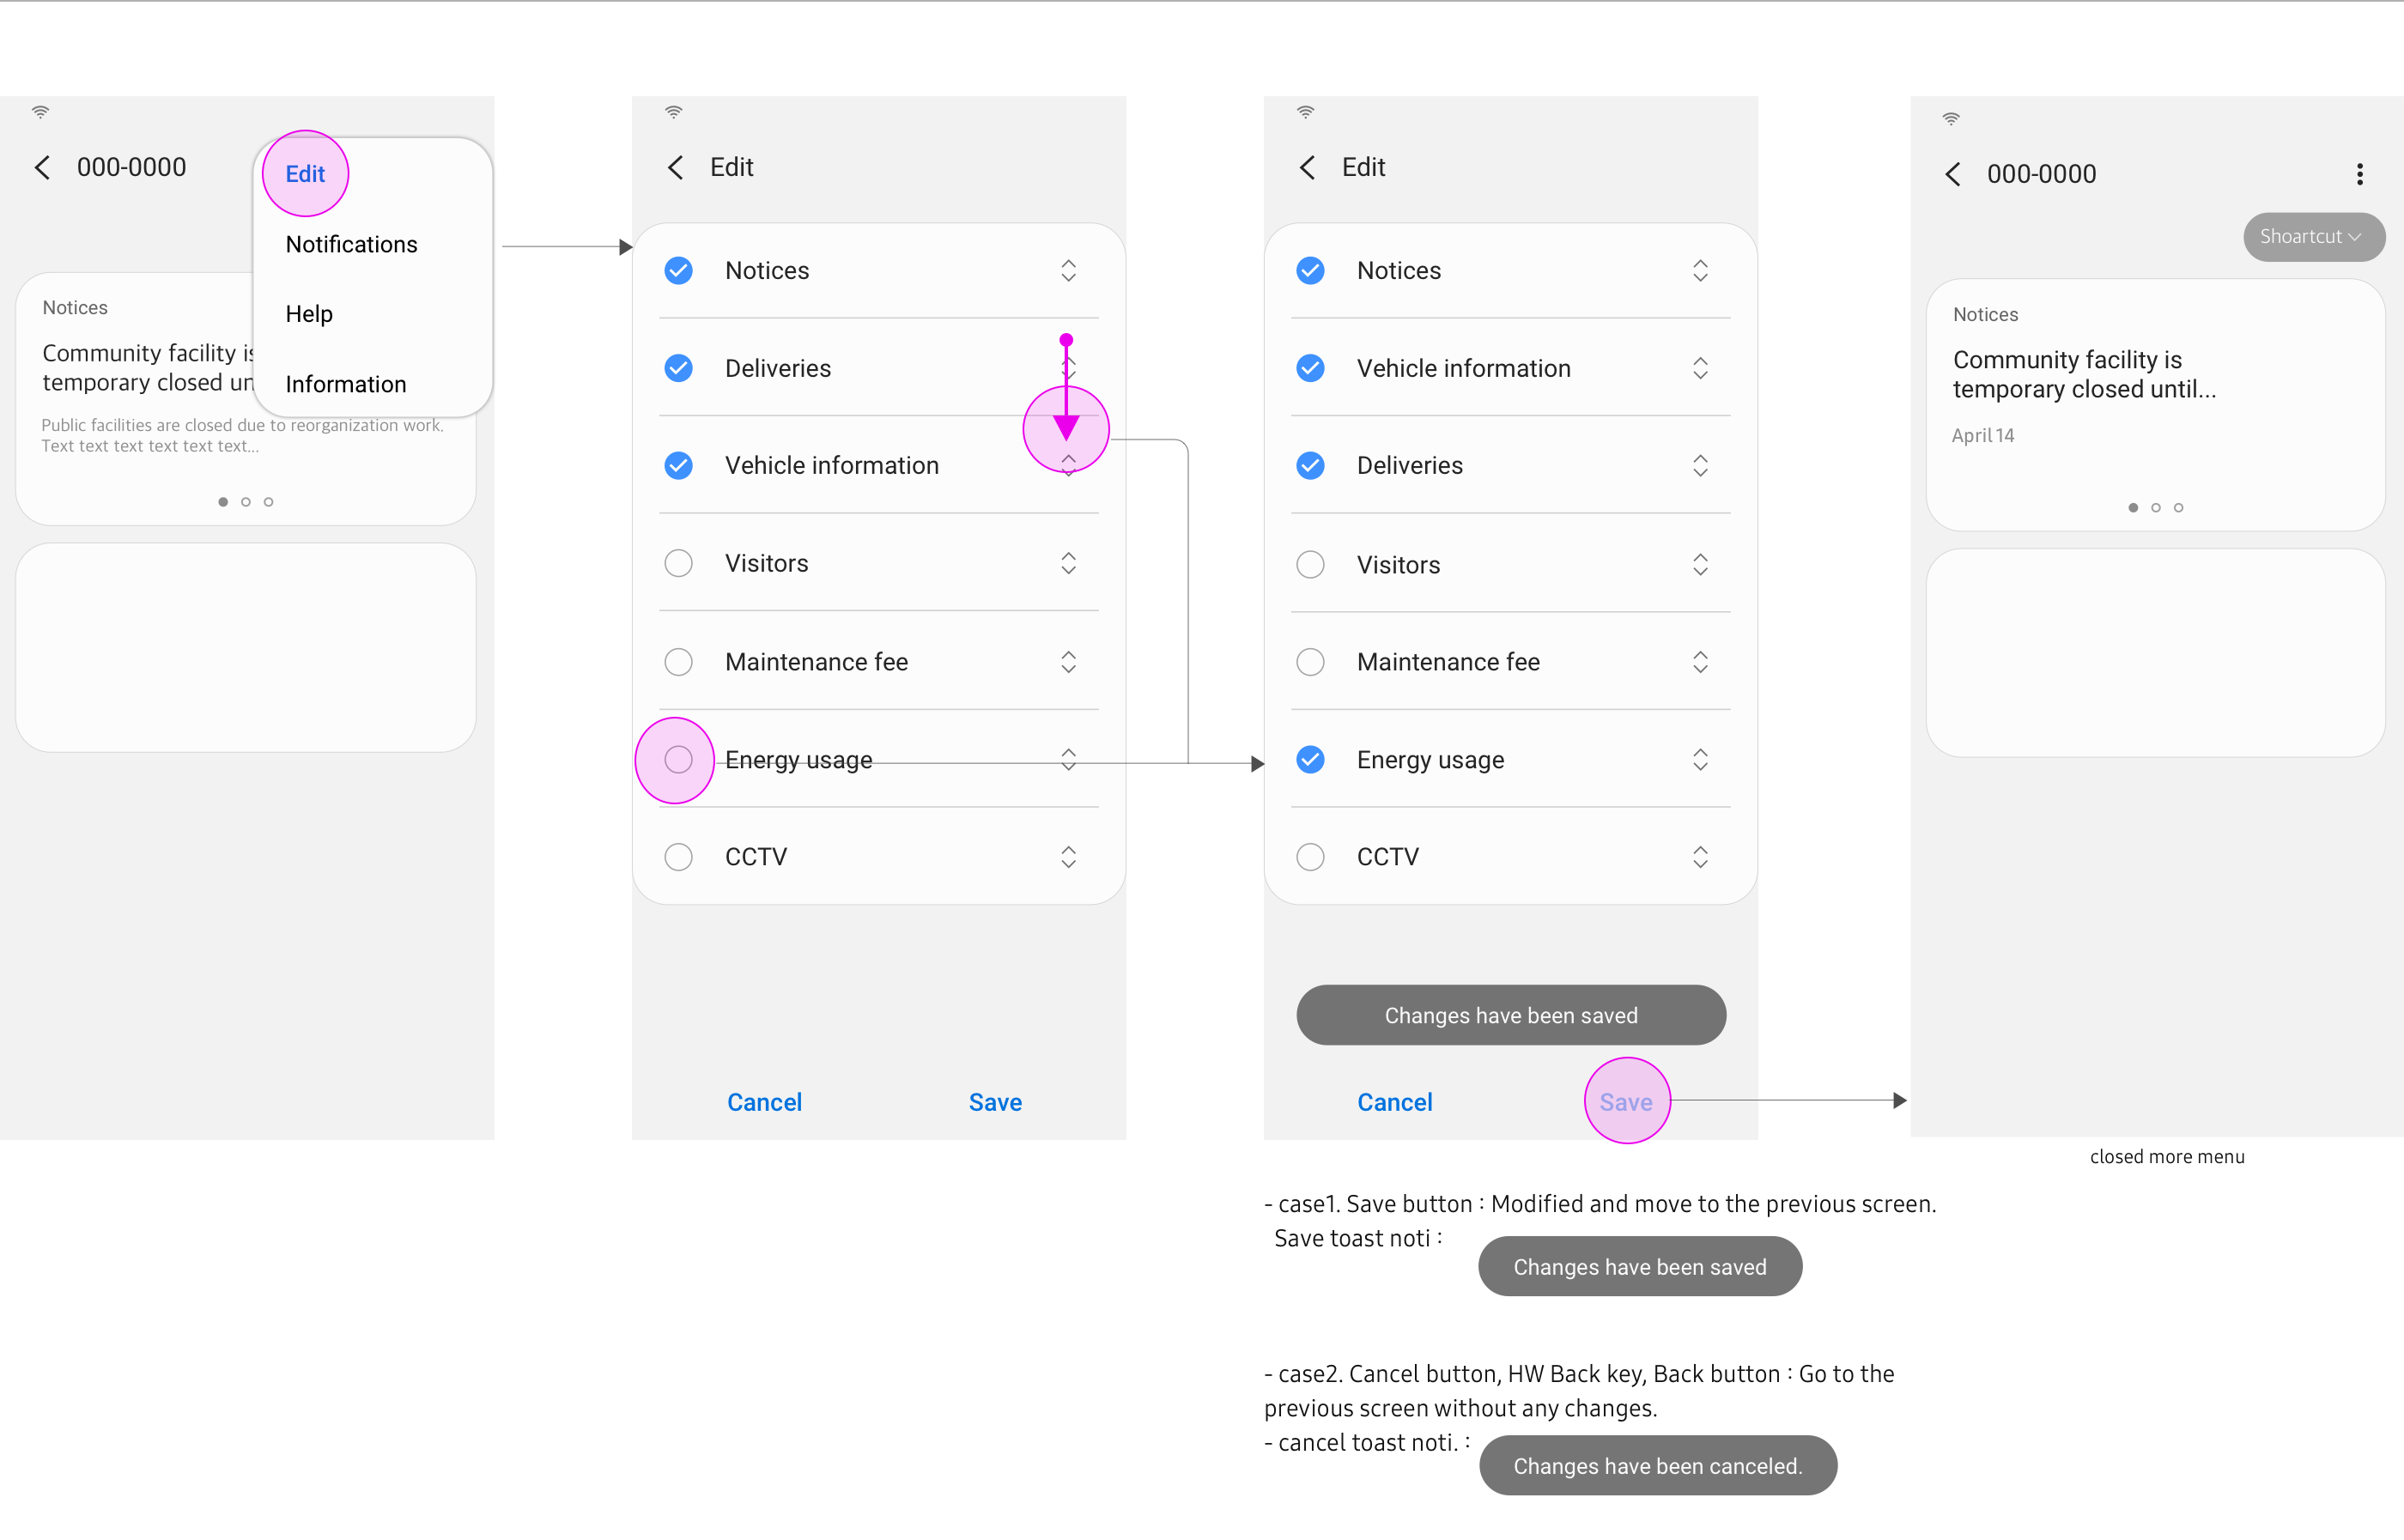 000-0000
Edit
Notifications
Help
Information
Notices
Community facility is
temporary closed un
Public facilities are closed due to reorganization work.
Text text text text text text...
Edit
Notices
Deliveries
Vehicle information
Visitors
Maintenance fee
Energy usage
CCTV
Cancel
Save
Edit
Notices
Vehicle information
Deliveries
Visitors
Maintenance fee
Energy usage
CCTV
Changes have been saved
Cancel
Save
000-0000
Shoartcut
Notices
Community facility is
temporary closed until...
April 14
closed more menu
- case1. Save button : Modified and move to the previous screen.
Save toast noti :
Changes have been saved
- case2. Cancel button, HW Back key, Back button : Go to the
previous screen without any changes.
- cancel toast noti. :
Changes have been canceled.